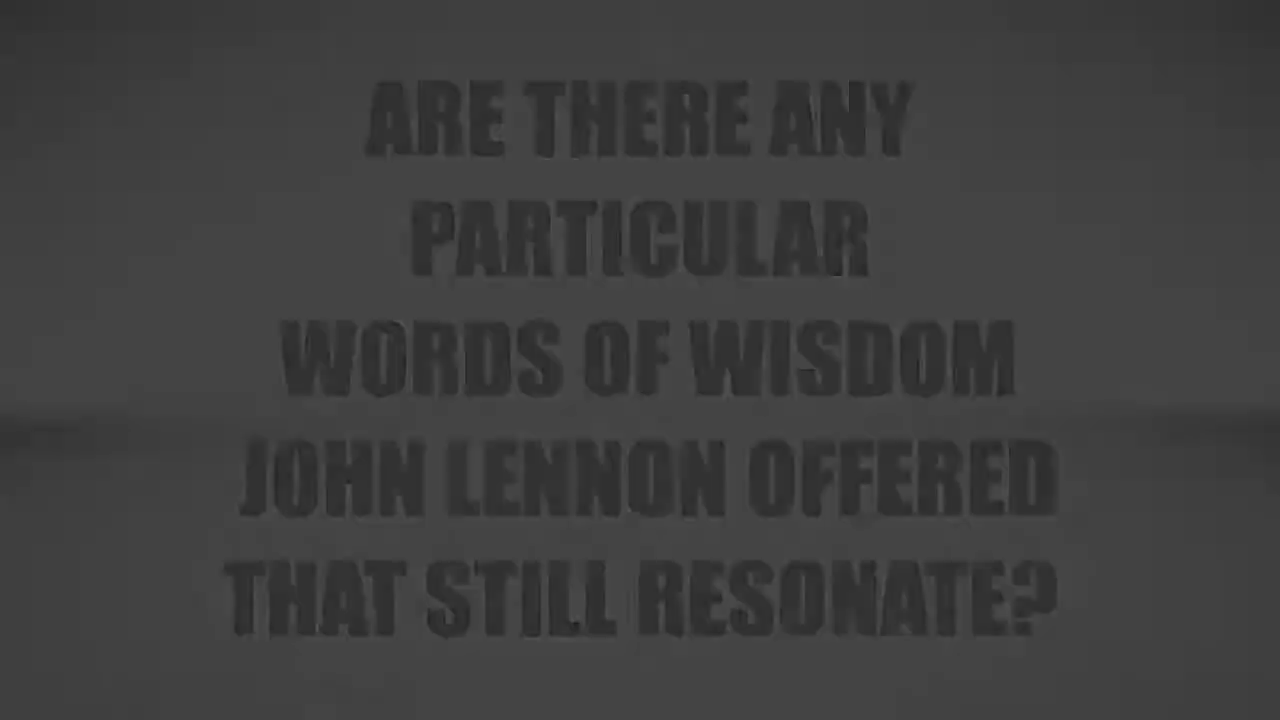 ARE THERE ANY
PARTICULAR
WORDS OF WISDOM
JOHN LENNON OFFERED
THAT STILL RESONATE?